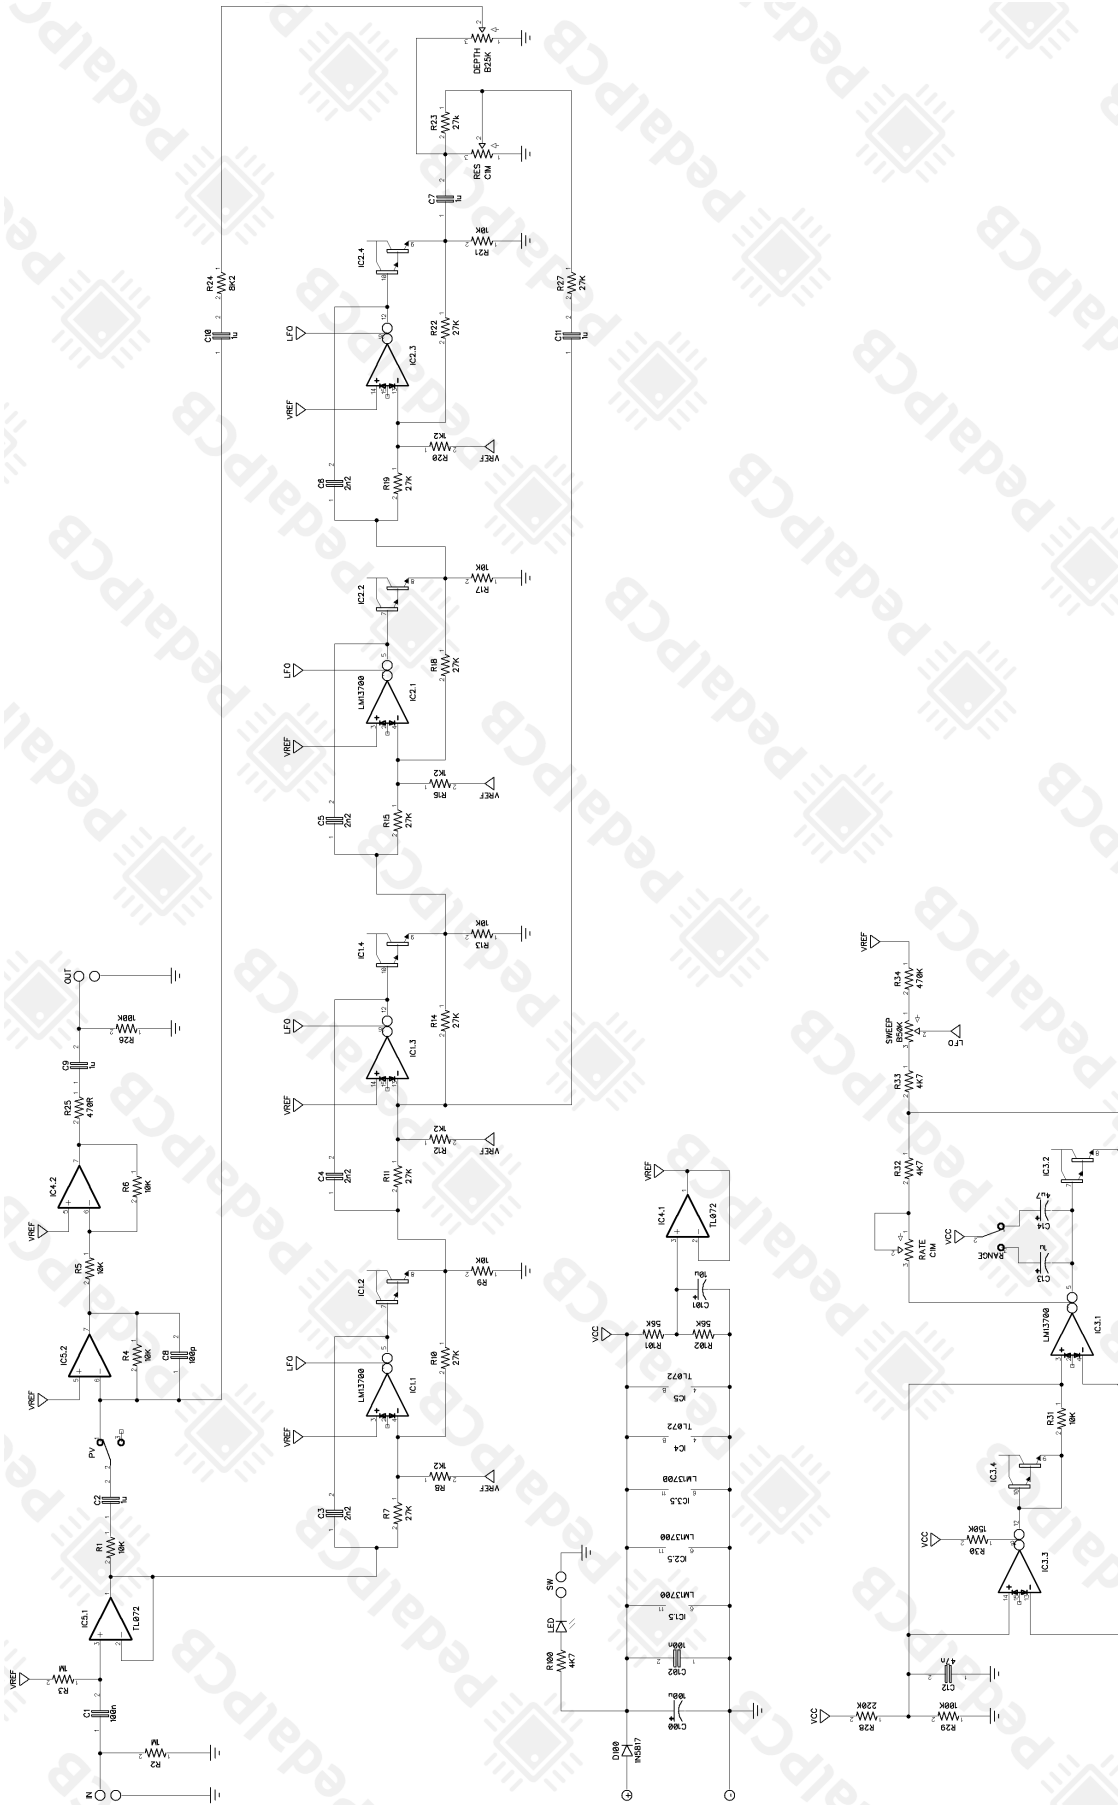 IN
R2
1M
C1
100n
VREF
R3
1M
IC5.1
TL072
R1
10K
C2
1u
PV
VREF
IC5.2
R4
10K
C8
100p
R5
10K
VREF
IC4.2
R6
10K
R25
470R
C9
1u
R26
100K
OUT
C10
1u
R24
8K2
C3
2n2
R7
27K
R8
1K2
VREF
VREF
LFO
LM13700
IC1.1
IC1.2
R10
27K
R9
10K
C4
2n2
R11
27K
R12
1K2
VREF
VREF
LFO
IC1.3
IC1.4
R14
27K
R13
10K
C5
2n2
R15
27K
R16
1K2
VREF
VREF
LFO
LM13700
IC2.1
IC2.2
R18
27K
R17
10K
C6
2n2
R19
27K
R20
1K2
VREF
VREF
LFO
IC2.3
IC2.4
R22
27K
R21
10K
C7
1u
RES
C1M
R23
27k
DEPTH
B25K
C11
1u
R27
27K
D100
1N5817
C100
100u
C102
100n
R100
4K7
LED
SW
IC1.5
LM13700
IC2.5
LM13700
IC3.5
LM13700
IC4
TL072
IC5
TL072
VCC
R101
56K
R102
56K
C101
10u
IC4.1
TL072
VREF
VCC
R28
220K
R29
100K
C12
47n
IC3.3
VCC
R30
150K
IC3.4
R31
10K
LM13700
IC3.1
RATE
C1M
C13
1u
RANGE
VCC
C14
4u7
IC3.2
R32
4K7
R33
4K7
SWEEP
B50K
LFO
R34
470K
VREF
PedalPCB